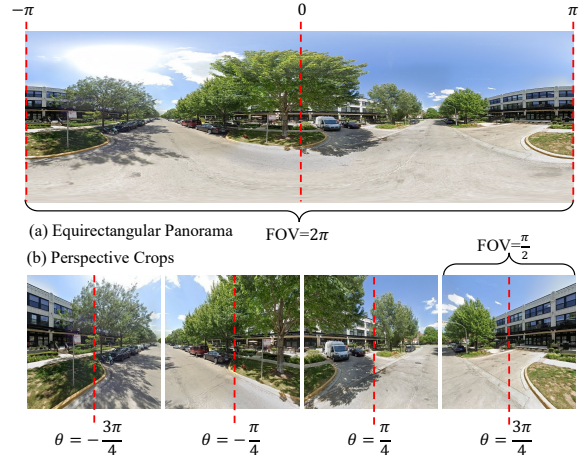 −π 0 π
(a) Equirectangular Panorama
FOV=2π
(b) Perspective Crops
FOV=π/2
θ = −3π/4 θ = −π/4 θ = π/4 θ = 3π/4